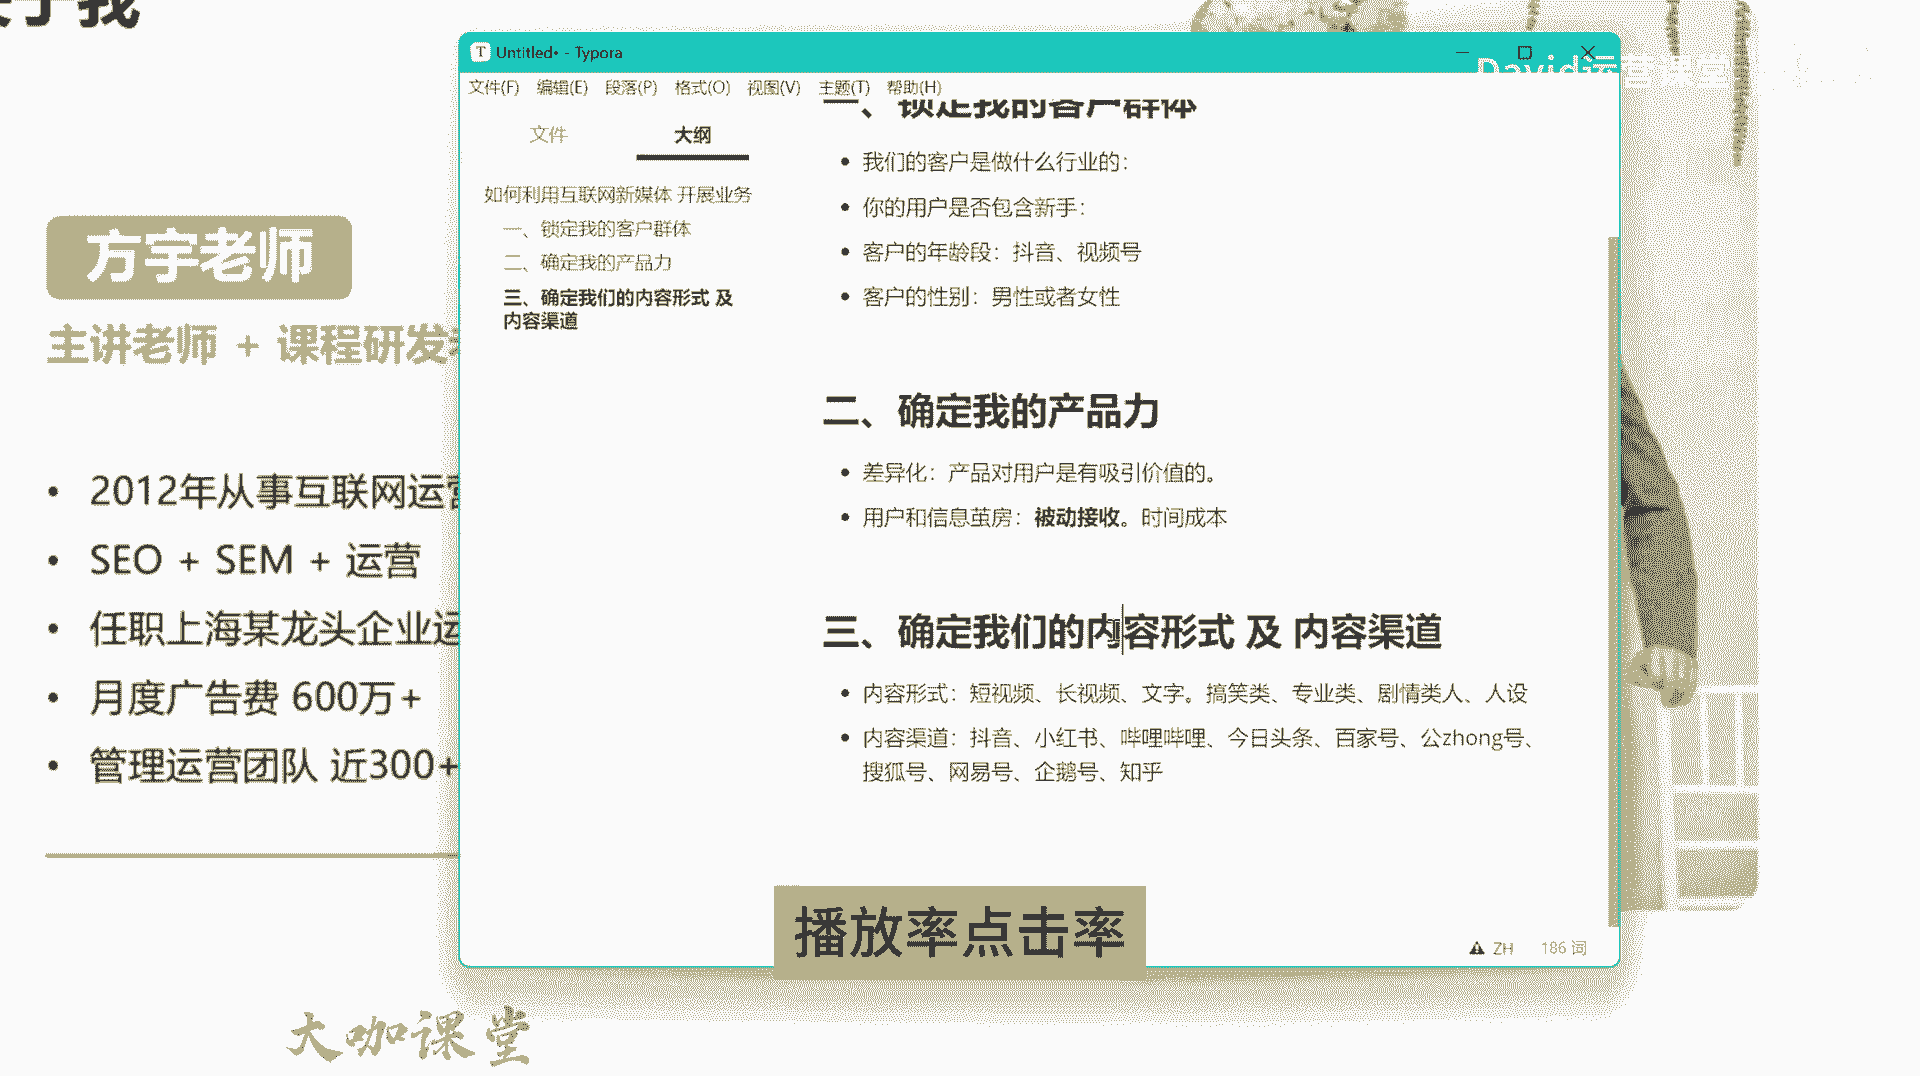 于我
Untitled• - Typora
David运营课堂
文件(F) 编辑(E) 段落(P) 格式(O) 视图(V) 主题(T) 帮助(H)
文件 大纲
如何利用互联网新媒体 开展业务
一、锁定我的客户群体
二、确定我的产品力
三、确定我们的内容形式 及
内容渠道
一、锁定我的客户群体
• 我们的客户是做什么行业的：
• 你的用户是否包含新手：
• 客户的年龄段：抖音、视频号
• 客户的性别：男性或者女性
二、确定我的产品力
• 差异化：产品对用户是有吸引价值的。
• 用户和信息茧房：被动接收。时间成本
三、确定我们的内容形式 及 内容渠道
• 内容形式：短视频、长视频、文字。搞笑类、专业类、剧情类人、人设
• 内容渠道：抖音、小红书、哔哩哔哩、今日头条、百家号、公zhong号、
搜狐号、网易号、企鹅号、知乎
ZH 186 词
方宇老师
主讲老师 + 课程研发
• 2012年从事互联网运营
• SEO + SEM + 运营
• 任职上海某龙头企业运
• 月度广告费 600万+
• 管理运营团队 近300+
播放率点击率
大咖课堂